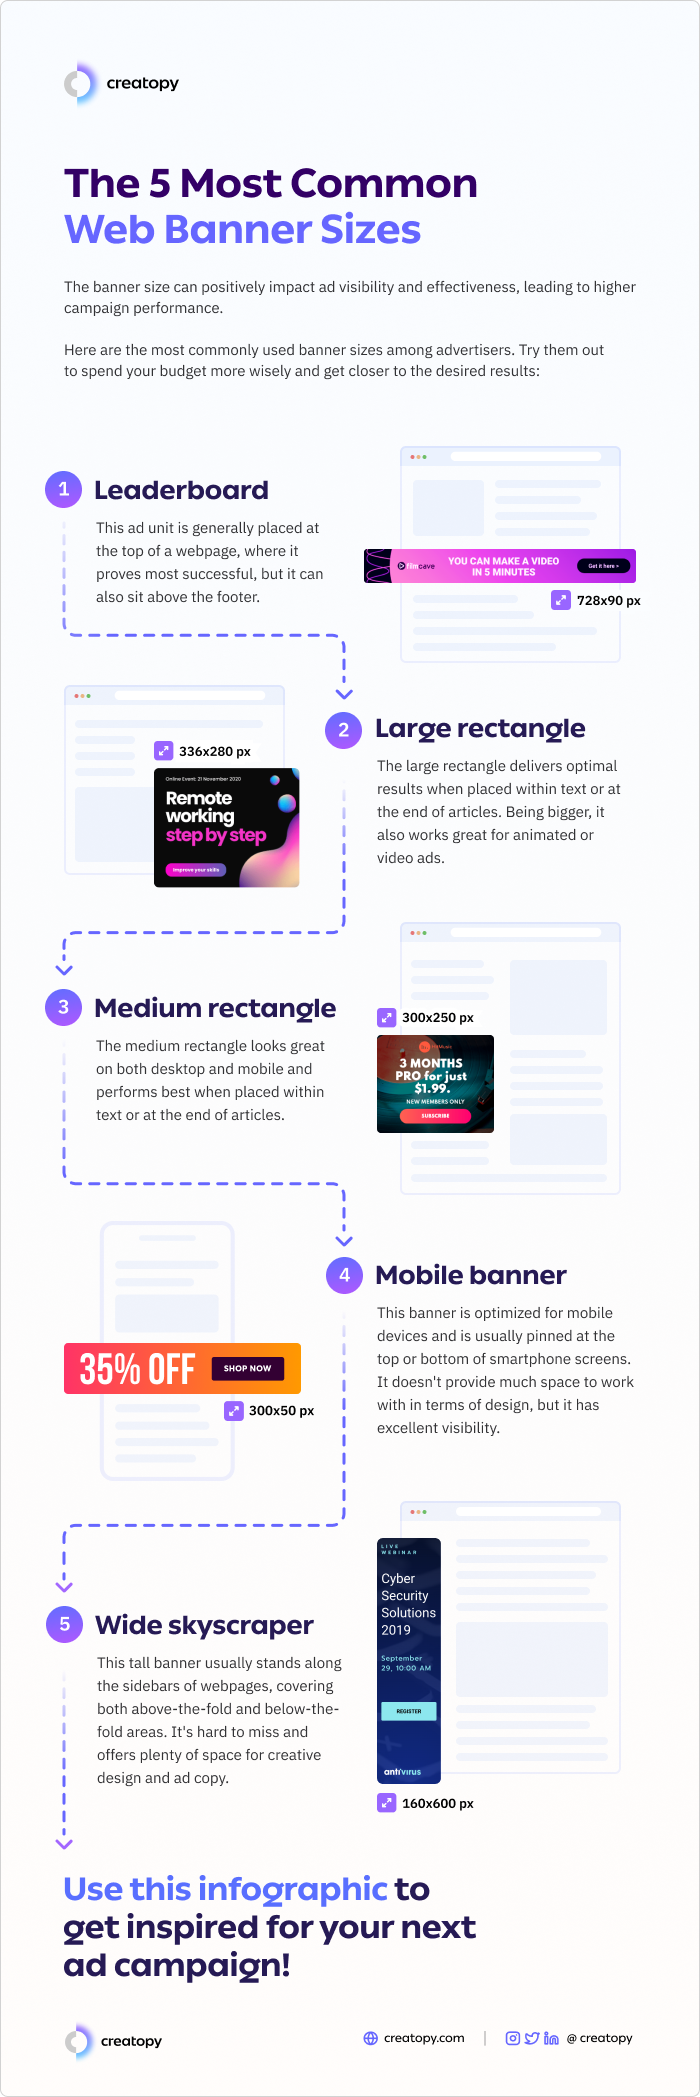 creatopy
The 5 Most Common
Web Banner Sizes
The banner size can positively impact ad visibility and effectiveness, leading to higher
campaign performance.
Here are the most commonly used banner sizes among advertisers. Try them out
to spend your budget more wisely and get closer to the desired results:
1
Leaderboard
This ad unit is generally placed at
the top of a webpage, where it
proves most successful, but it can
also sit above the footer.
filmcave
YOU CAN MAKE A VIDEO
IN 5 MINUTES
Get it here >
728x90 px
336x280 px
Online Event: 21 November 2020
Remote
working
step by step
Improve your skills
2
Large rectangle
The large rectangle delivers optimal
results when placed within text or at
the end of articles. Being bigger, it
also works great for animated or
video ads.
3
Medium rectangle
The medium rectangle looks great
on both desktop and mobile and
performs best when placed within
text or at the end of articles.
300x250 px
3 MONTHS
PRO for just
$1.99.
NEW MEMBERS ONLY
SUBSCRIBE
35% OFF
SHOP NOW
300x50 px
4
Mobile banner
This banner is optimized for mobile
devices and is usually pinned at the
top or bottom of smartphone screens.
It doesn't provide much space to work
with in terms of design, but it has
excellent visibility.
5
Wide skyscraper
This tall banner usually stands along
the sidebars of webpages, covering
both above-the-fold and below-the-
fold areas. It's hard to miss and
offers plenty of space for creative
design and ad copy.
LIVE
WEBINAR
Cyber
Security
Solutions
2019
September
29, 10:00 AM
REGISTER
antivirus
160x600 px
Use this infographic to
get inspired for your next
ad campaign!
creatopy
creatopy.com
@ creatopy